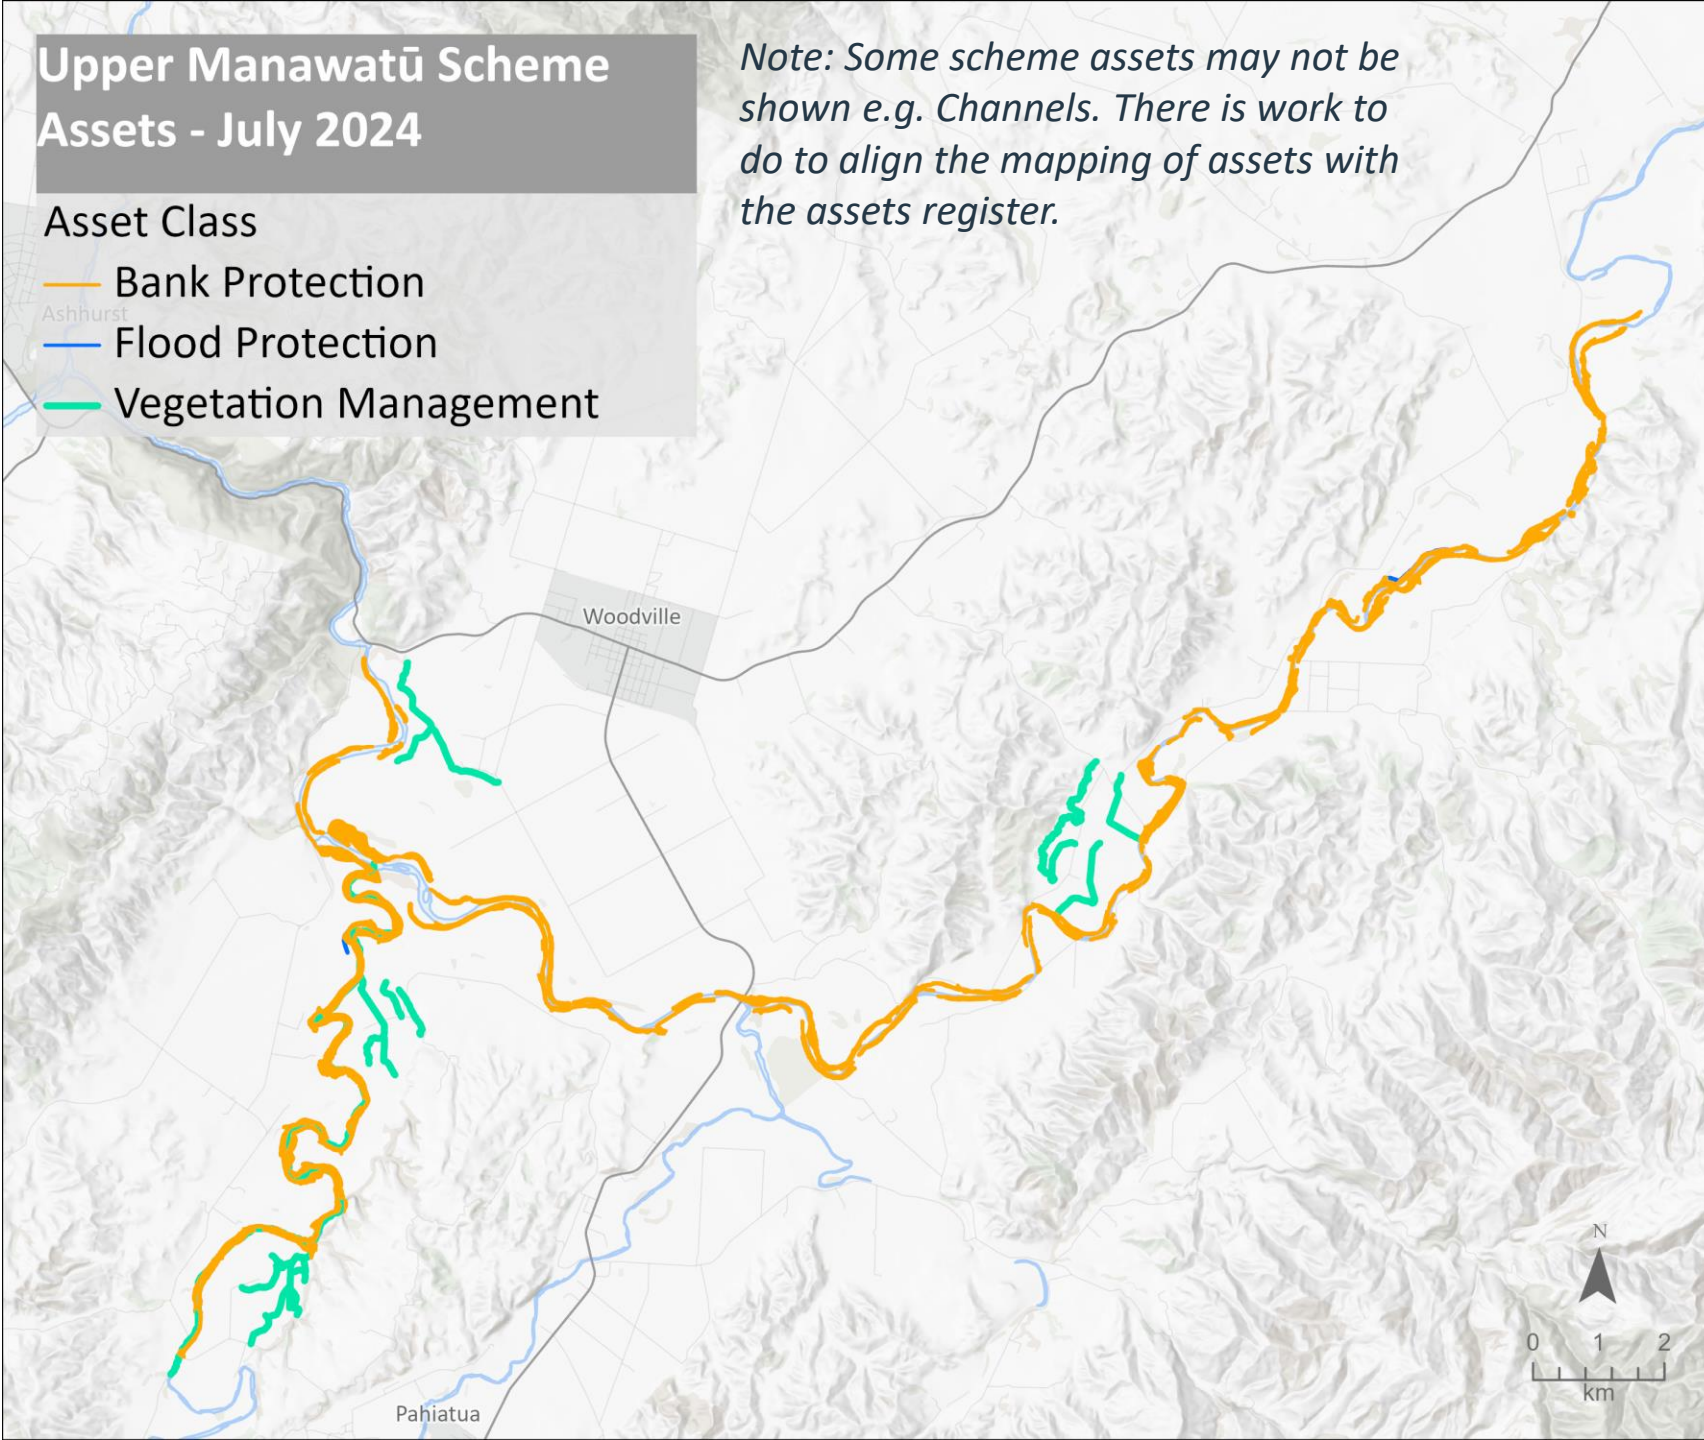 Upper Manawatū Scheme
Assets - July 2024
Note: Some scheme assets may not be
shown e.g. Channels. There is work to
do to align the mapping of assets with
the assets register.
Asset Class
Bank Protection
Ashhurst
Flood Protection
Vegetation Management
Woodville
Pahiatua
N
0 1 2
km